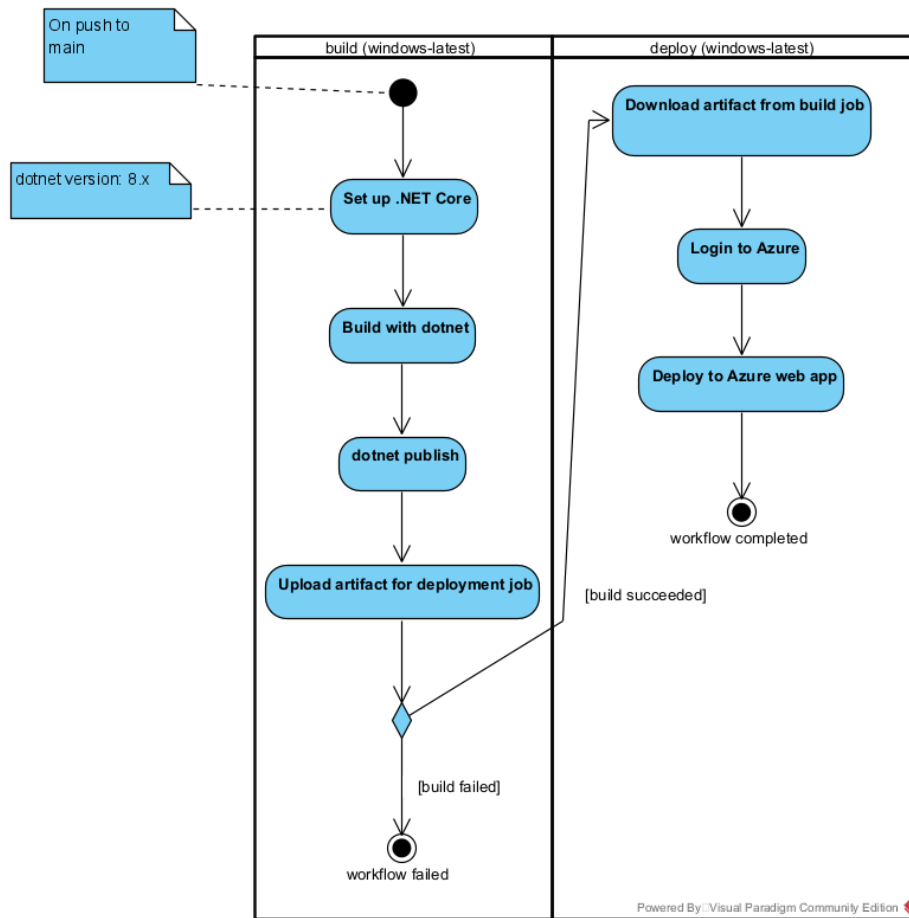 On push to
main
build (windows-latest)
deploy (windows-latest)
dotnet version: 8.x
Set up .NET Core
Build with dotnet
dotnet publish
Upload artifact for deployment job
[build failed]
workflow failed
[build succeeded]
Download artifact from build job
Login to Azure
Deploy to Azure web app
workflow completed
Powered By Visual Paradigm Community Edition